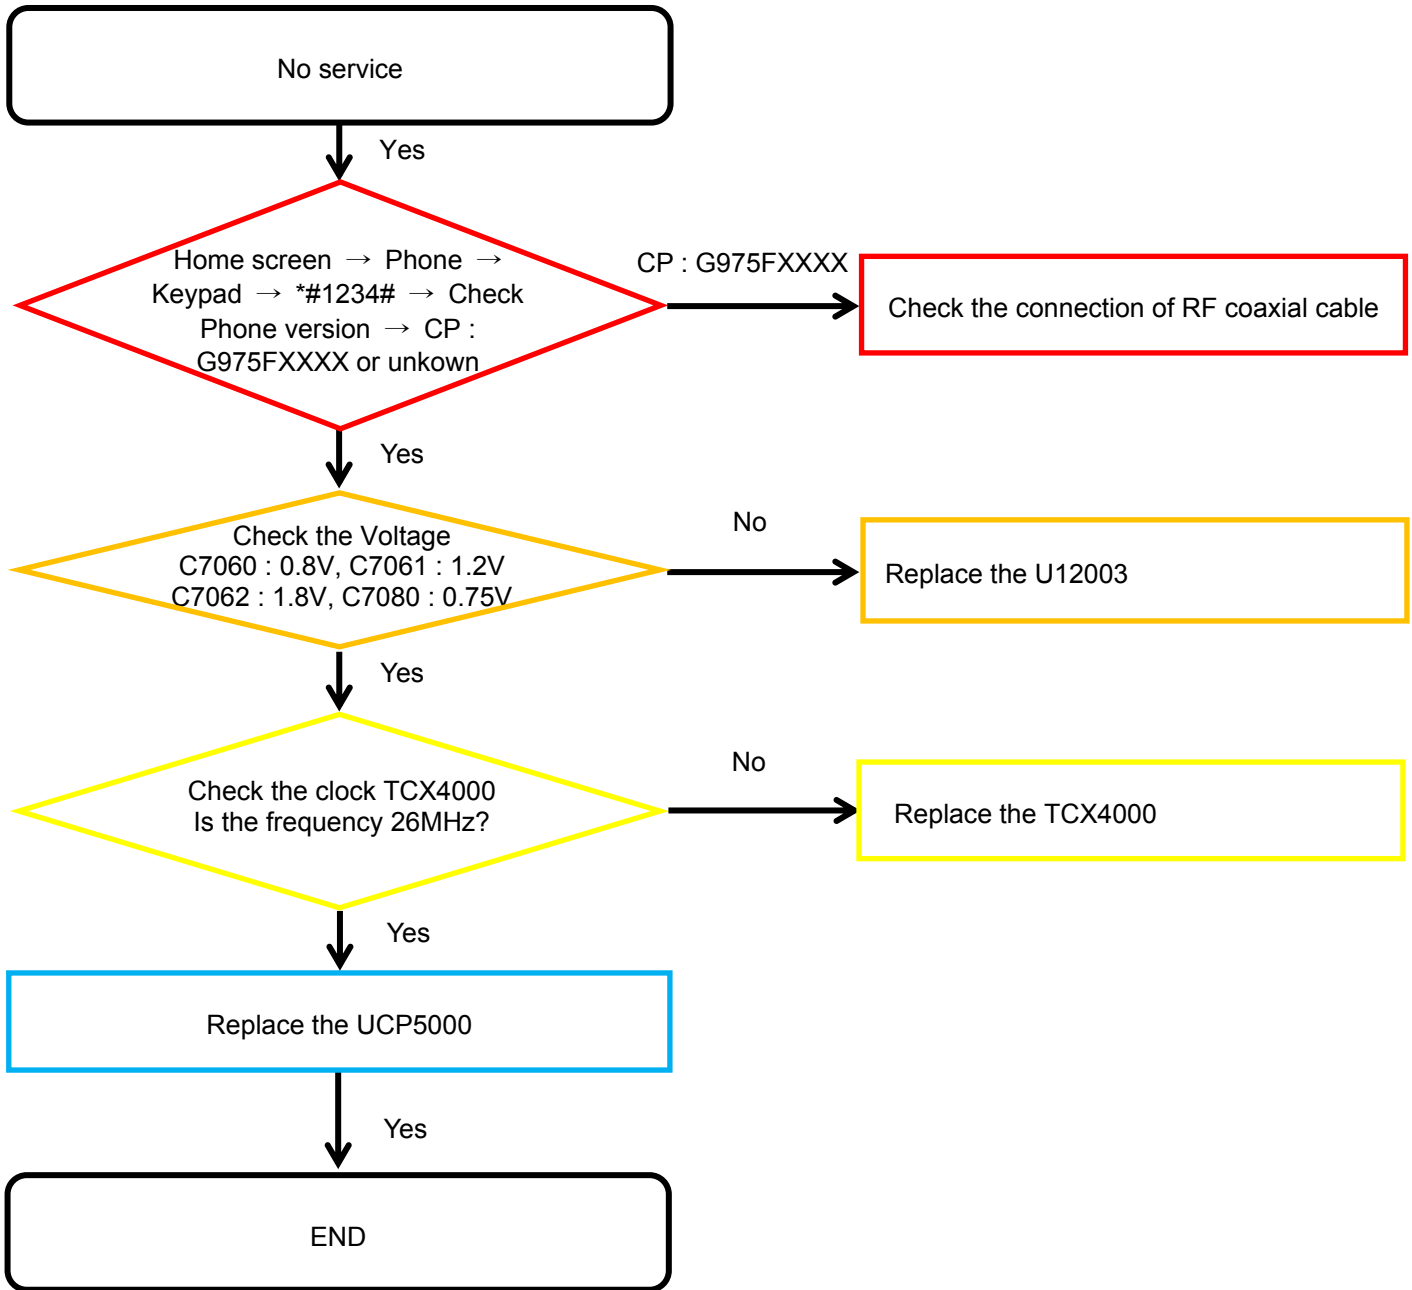 No service
Yes
Home screen → Phone →
Keypad → *#1234# → Check
Phone version → CP :
G975FXXXX or unkown
CP : G975FXXXX
Check the connection of RF coaxial cable
Yes
Check the Voltage
C7060 : 0.8V, C7061 : 1.2V
C7062 : 1.8V, C7080 : 0.75V
No
Replace the U12003
Yes
Check the clock TCX4000
Is the frequency 26MHz?
No
Replace the TCX4000
Yes
Replace the UCP5000
Yes
END